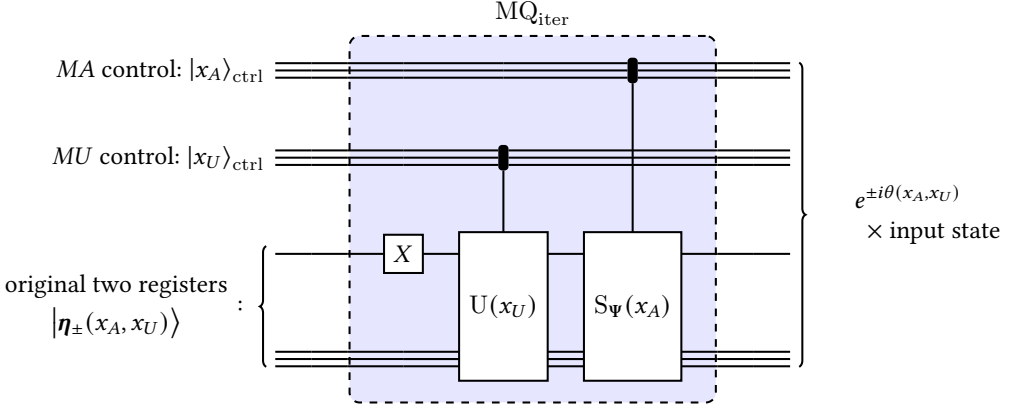 MQ_iter
MA control: |x_A⟩_ctrl
MU control: |x_U⟩_ctrl
e^{±iθ(x_A,x_U)}
× input state
X
U(x_U)
S_Ψ(x_A)
original two registers :
|η_±(x_A, x_U)⟩